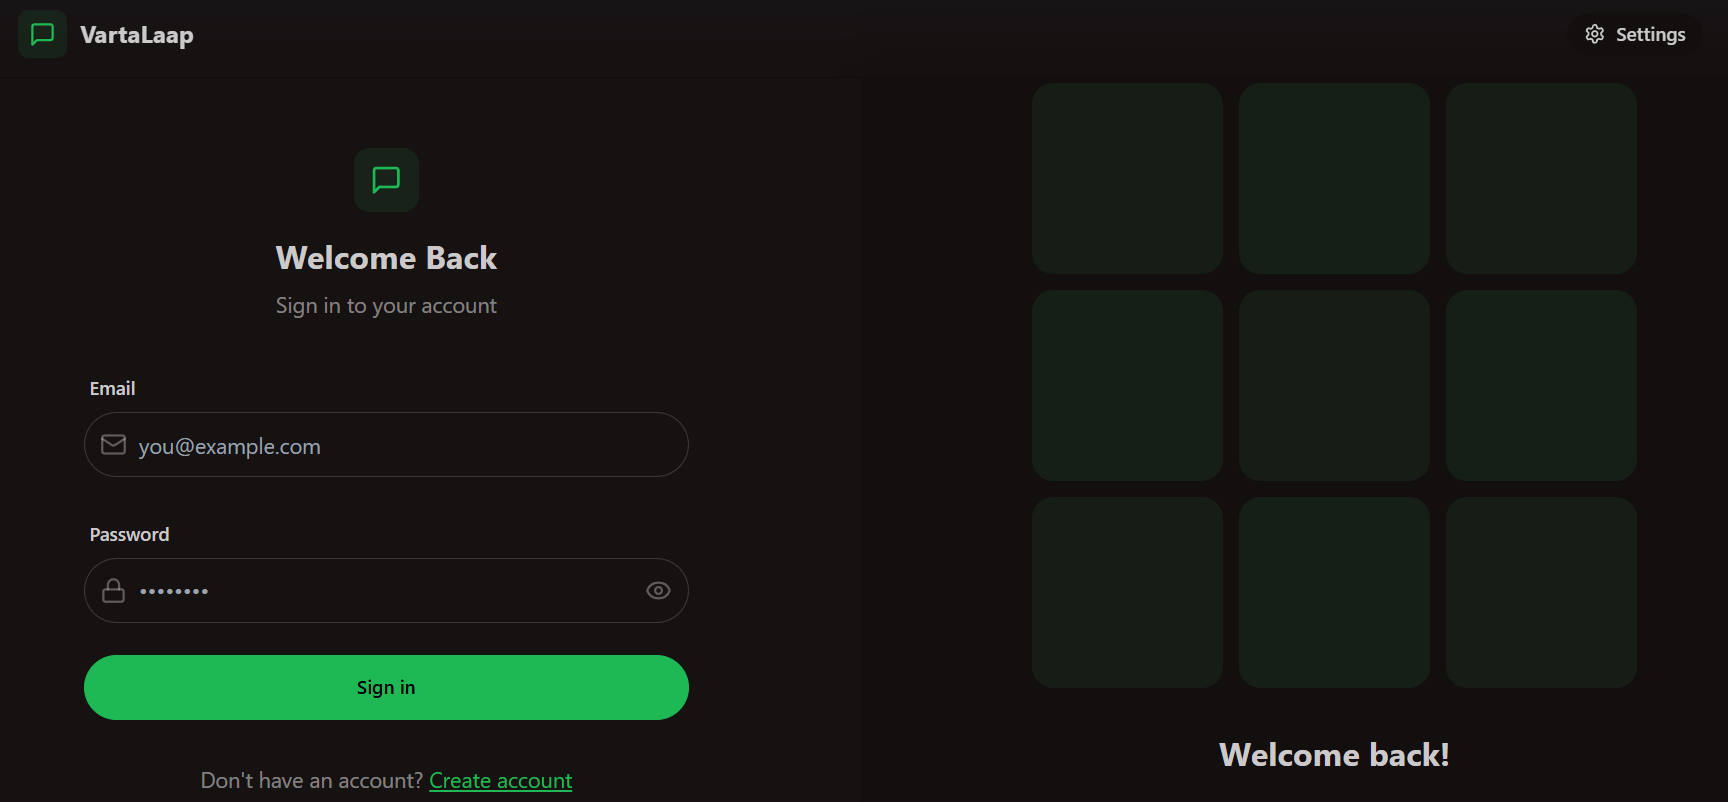 VartaLaap
Settings
Welcome Back
Sign in to your account
Email
you@example.com
Password
••••••••
Sign in
Don't have an account? Create account
Welcome back!